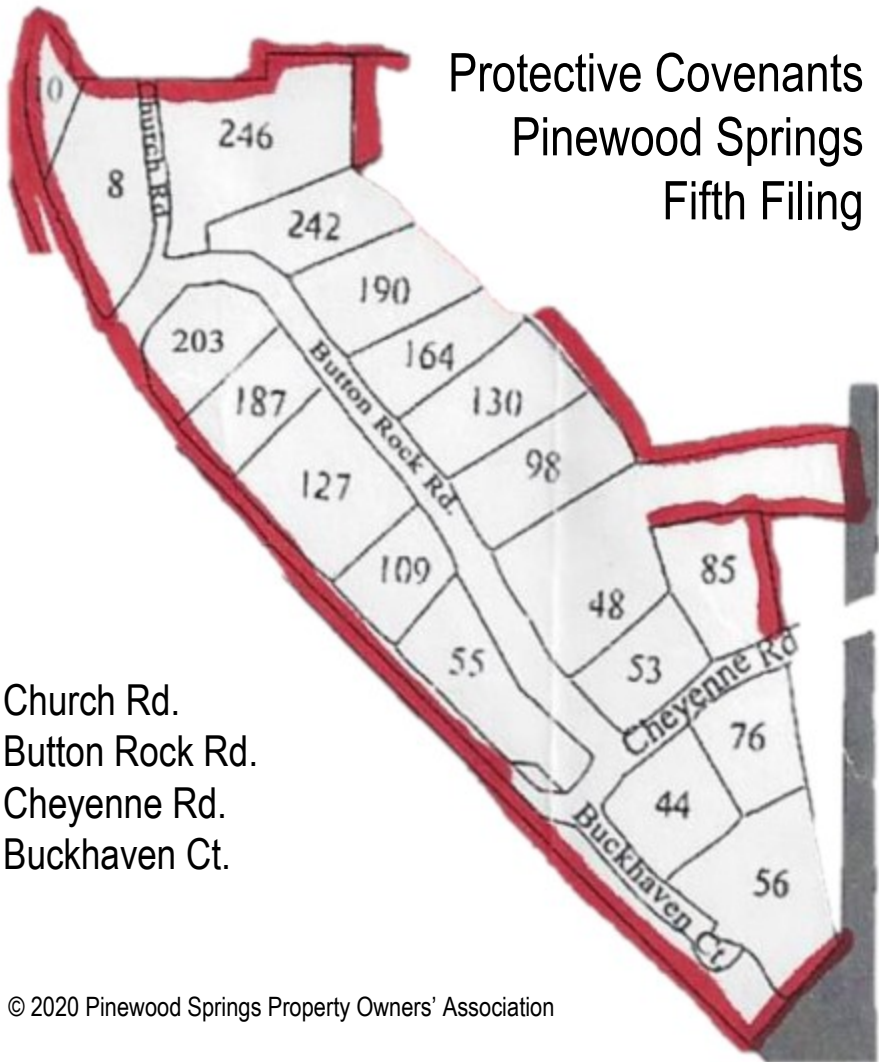 Protective Covenants
Pinewood Springs
Fifth Filing
Church Rd
246
8
242
190
203
164
Button Rock Rd.
187
130
98
127
109
85
48
55
53
Cheyenne Rd
76
44
Buckhaven Ct
56
Church Rd.
Button Rock Rd.
Cheyenne Rd.
Buckhaven Ct.
© 2020 Pinewood Springs Property Owners’ Association